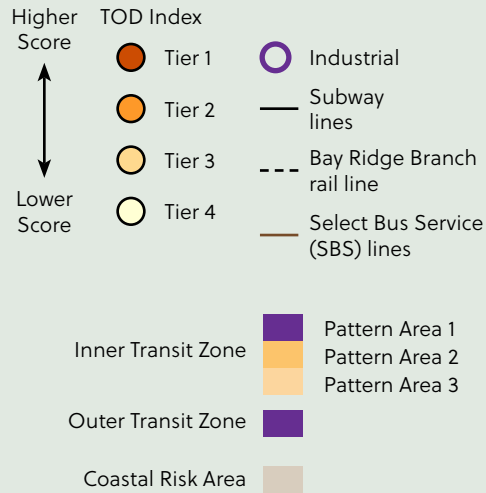 Higher
Score
TOD Index
Tier 1
Tier 2
Tier 3
Tier 4
Lower
Score
Industrial
Subway
lines
Bay Ridge Branch
rail line
Select Bus Service
(SBS) lines
Inner Transit Zone
Pattern Area 1
Pattern Area 2
Pattern Area 3
Outer Transit Zone
Coastal Risk Area